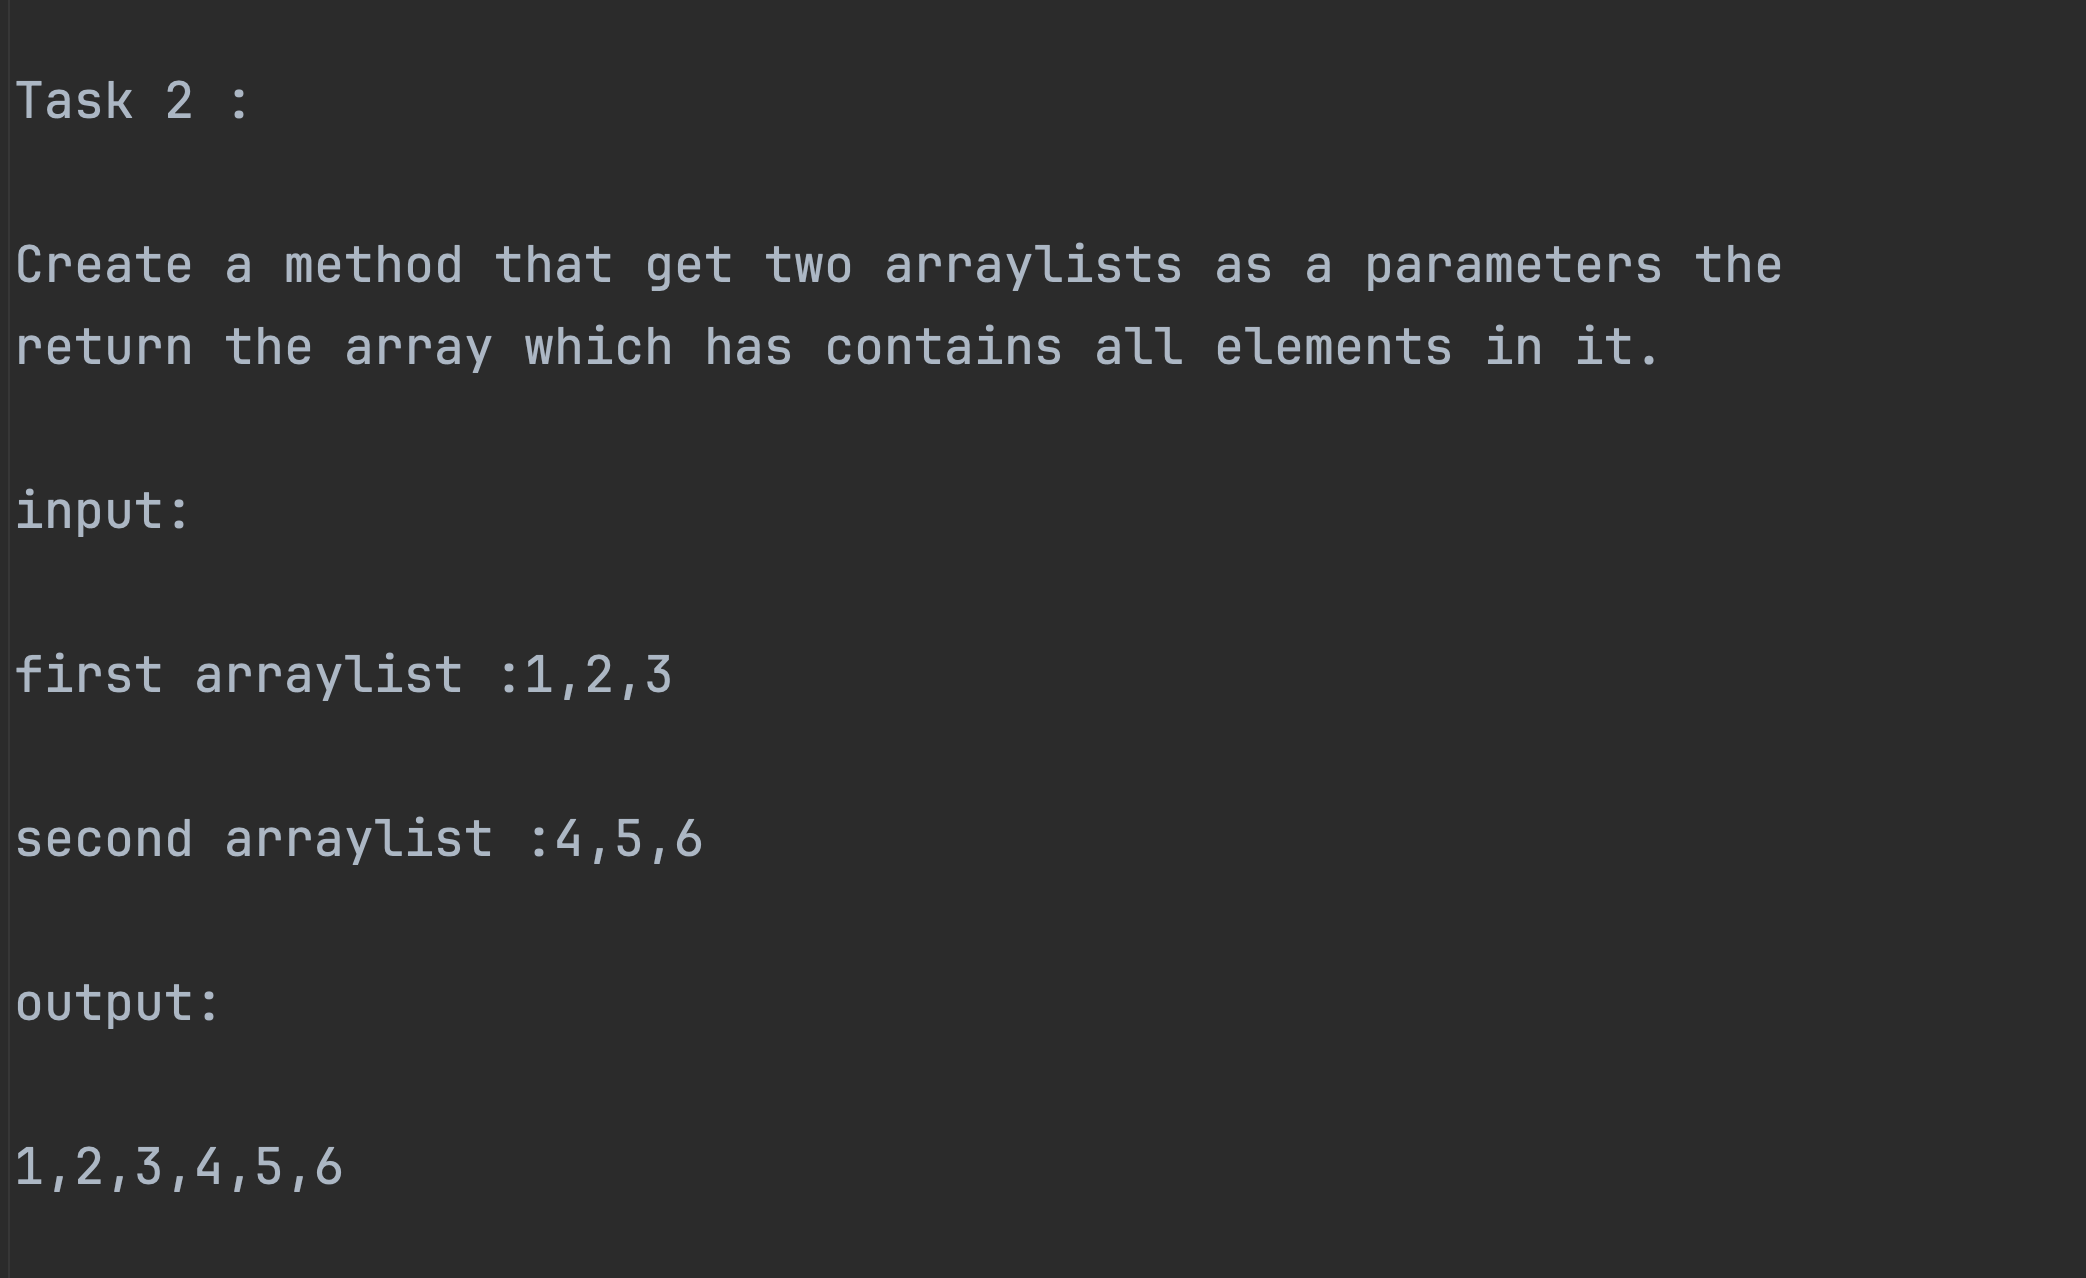 Task 2 :
Create a method that get two arraylists as a parameters the
return the array which has contains all elements in it.
input:
first arraylist :1,2,3
second arraylist :4,5,6
output:
1,2,3,4,5,6